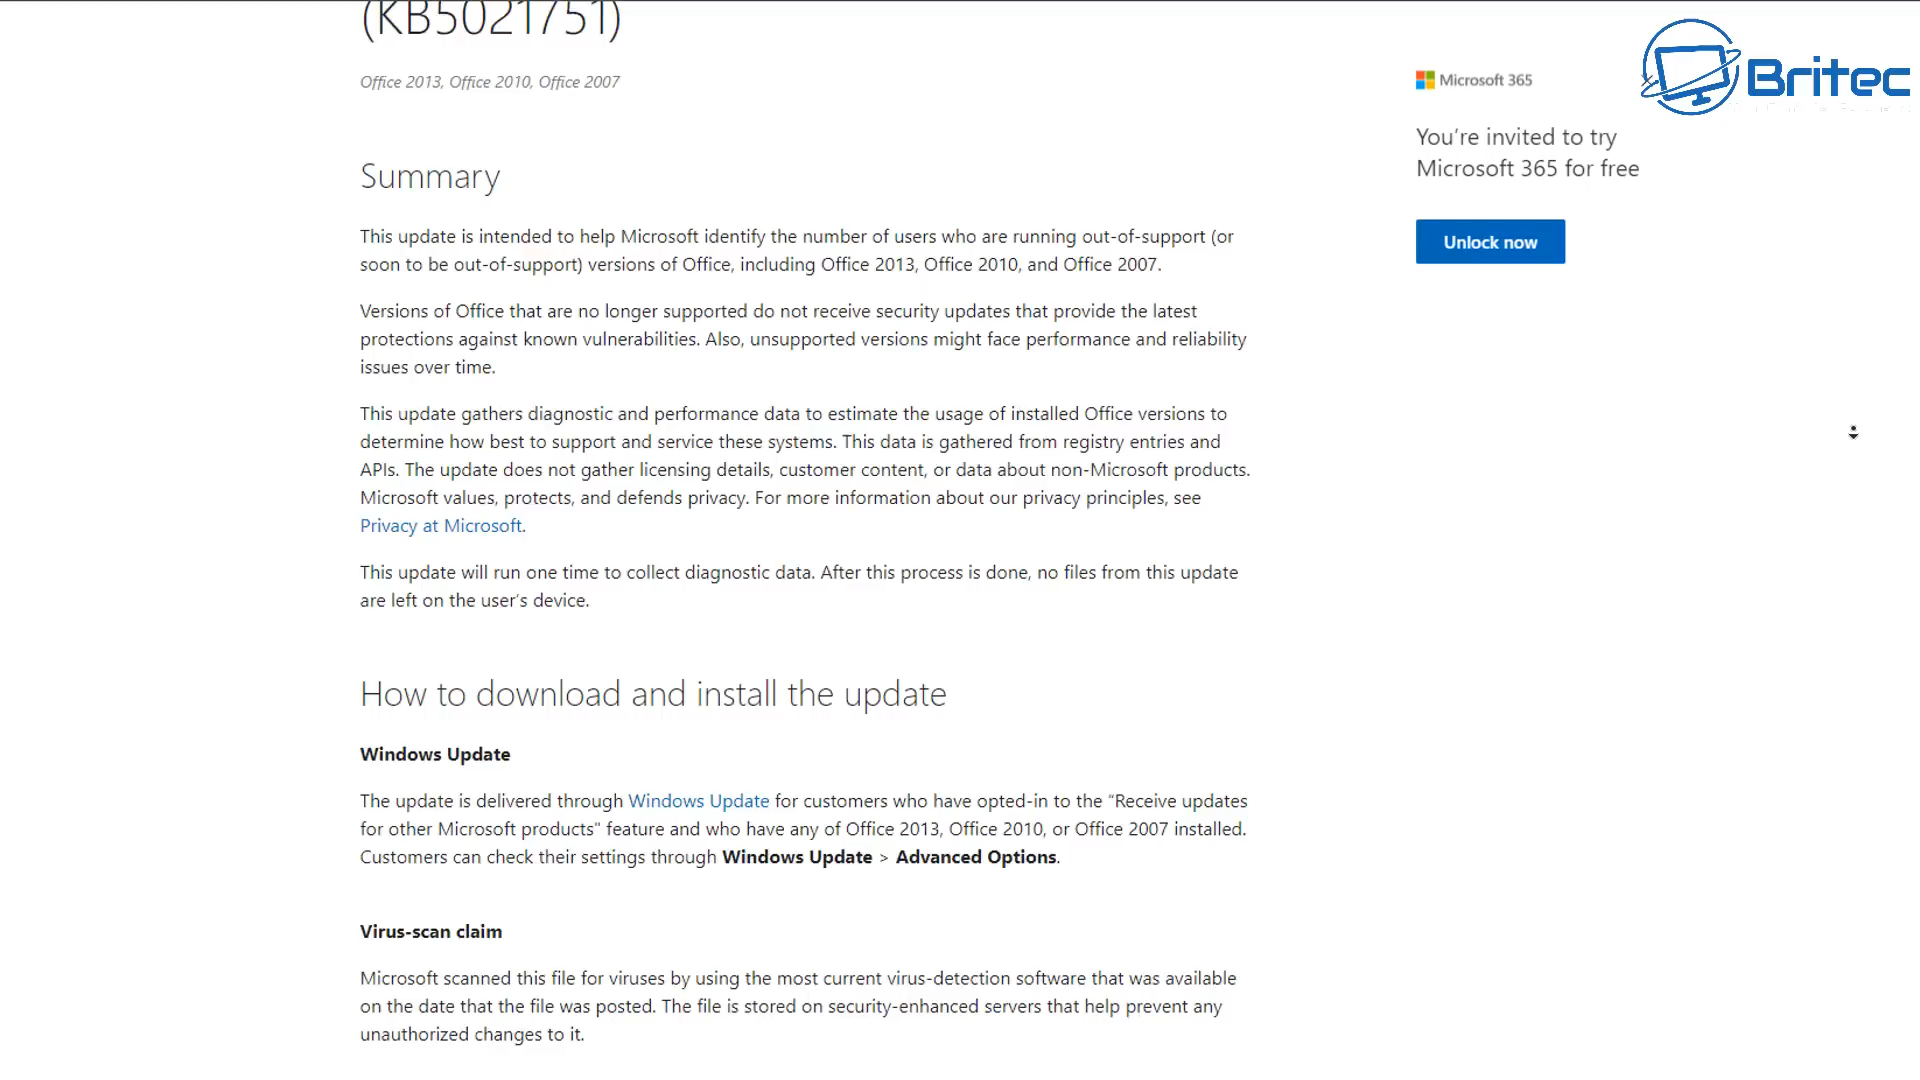 (KB5021751)
Office 2013, Office 2010, Office 2007
Summary
This update is intended to help Microsoft identify the number of users who are running out-of-support (or
soon to be out-of-support) versions of Office, including Office 2013, Office 2010, and Office 2007.
Versions of Office that are no longer supported do not receive security updates that provide the latest
protections against known vulnerabilities. Also, unsupported versions might face performance and reliability
issues over time.
This update gathers diagnostic and performance data to estimate the usage of installed Office versions to
determine how best to support and service these systems. This data is gathered from registry entries and
APIs. The update does not gather licensing details, customer content, or data about non-Microsoft products.
Microsoft values, protects, and defends privacy. For more information about our privacy principles, see
Privacy at Microsoft.
This update will run one time to collect diagnostic data. After this process is done, no files from this update
are left on the user's device.
How to download and install the update
Windows Update
The update is delivered through Windows Update for customers who have opted-in to the “Receive updates
for other Microsoft products” feature and who have any of Office 2013, Office 2010, or Office 2007 installed.
Customers can check their settings through Windows Update > Advanced Options.
Virus-scan claim
Microsoft scanned this file for viruses by using the most current virus-detection software that was available
on the date that the file was posted. The file is stored on security-enhanced servers that help prevent any
unauthorized changes to it.
Microsoft 365
You’re invited to try
Microsoft 365 for free
Unlock now
Britec